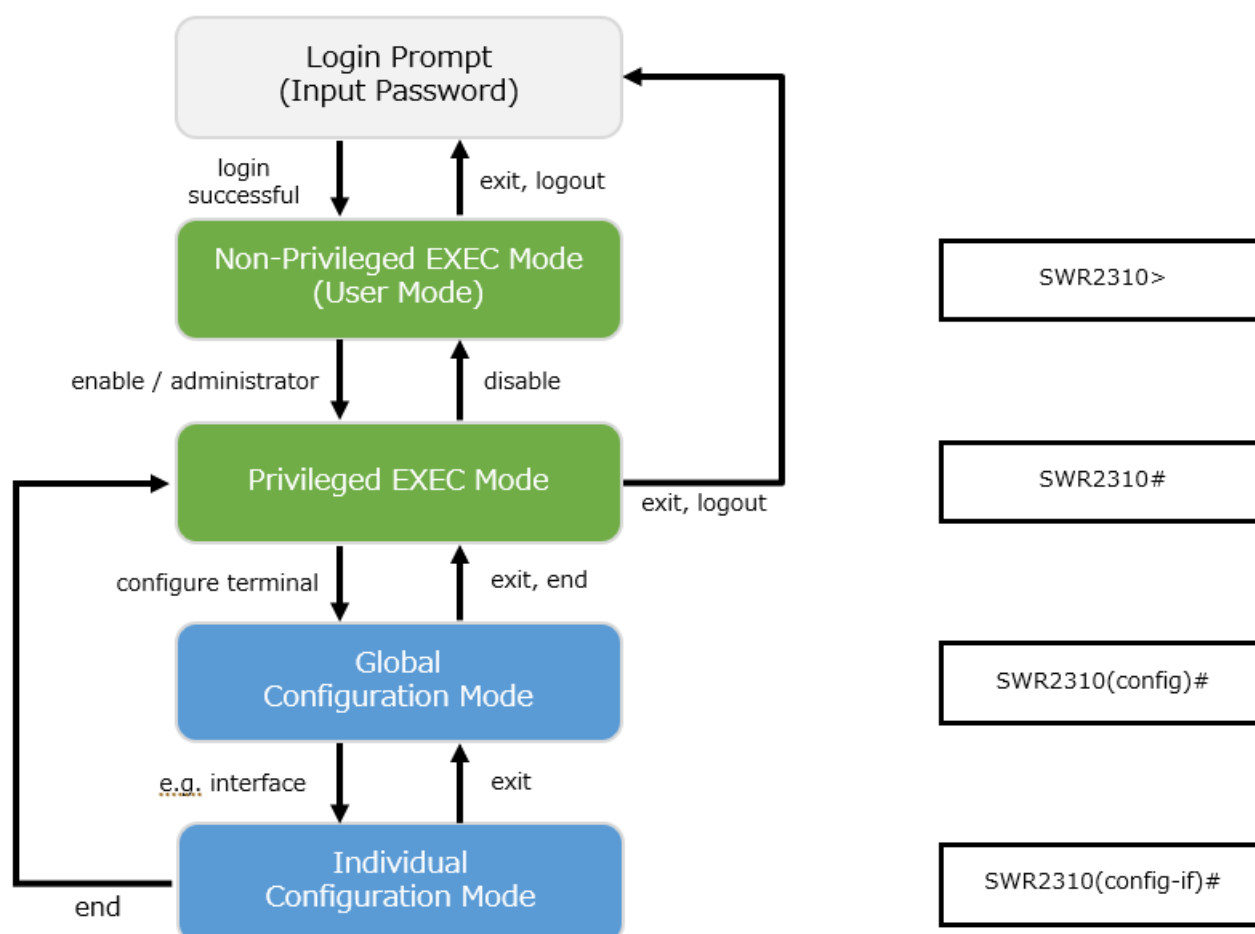 Login Prompt
(Input Password)
login
successful
exit, logout
Non-Privileged EXEC Mode
(User Mode)
SWR2310>
enable / administrator
disable
Privileged EXEC Mode
SWR2310#
exit, logout
configure terminal
exit, end
Global
Configuration Mode
SWR2310(config)#
e.g. interface
exit
Individual
Configuration Mode
SWR2310(config-if)#
end